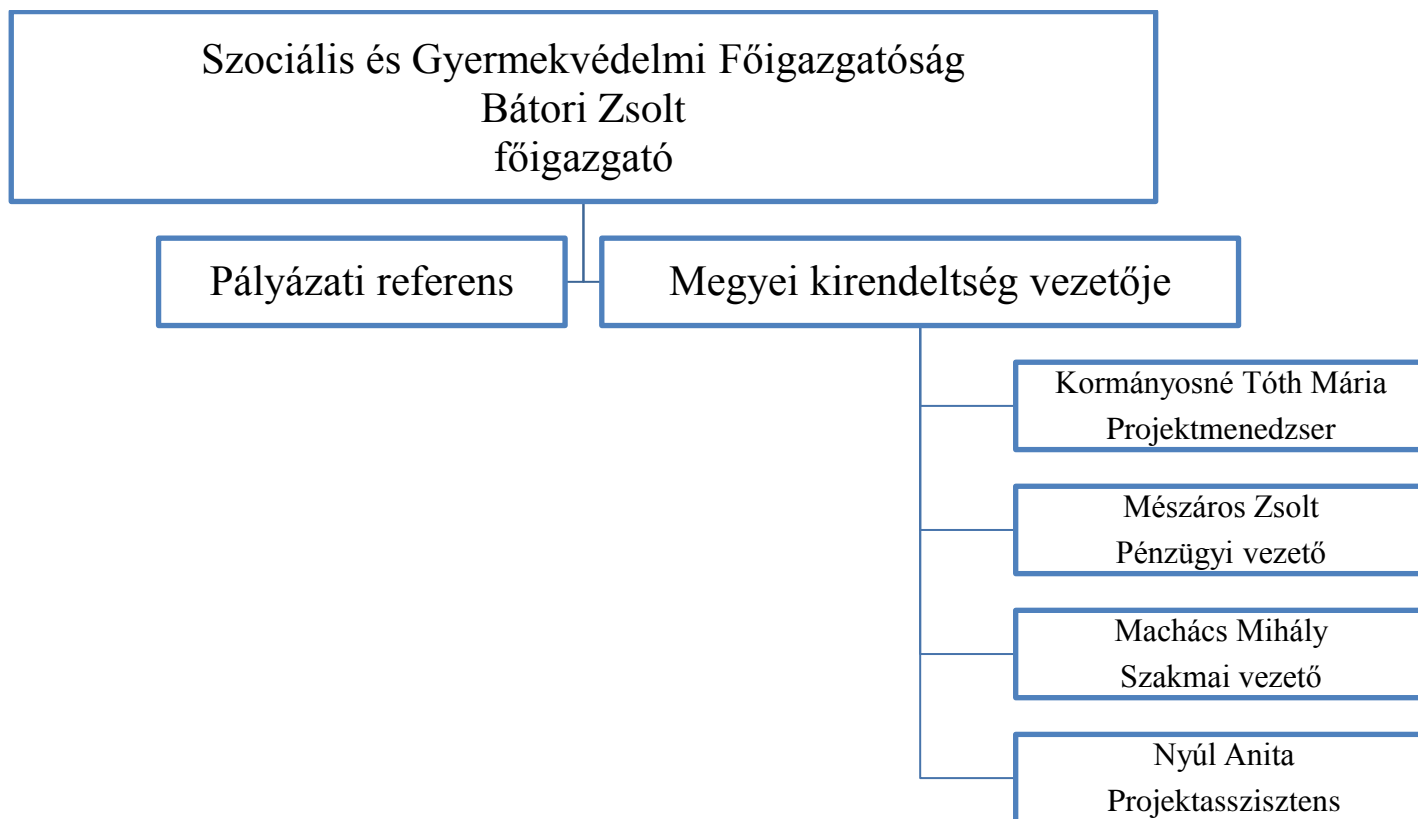 Szociális és Gyermekvédelmi Főigazgatóság
Bátori Zsolt
főigazgató
Pályázati referens
Megyei kirendeltség vezetője
Kormányosné Tóth Mária
Projektmenedzser
Mészáros Zsolt
Pénzügyi vezető
Machács Mihály
Szakmai vezető
Nyúl Anita
Projektasszisztens